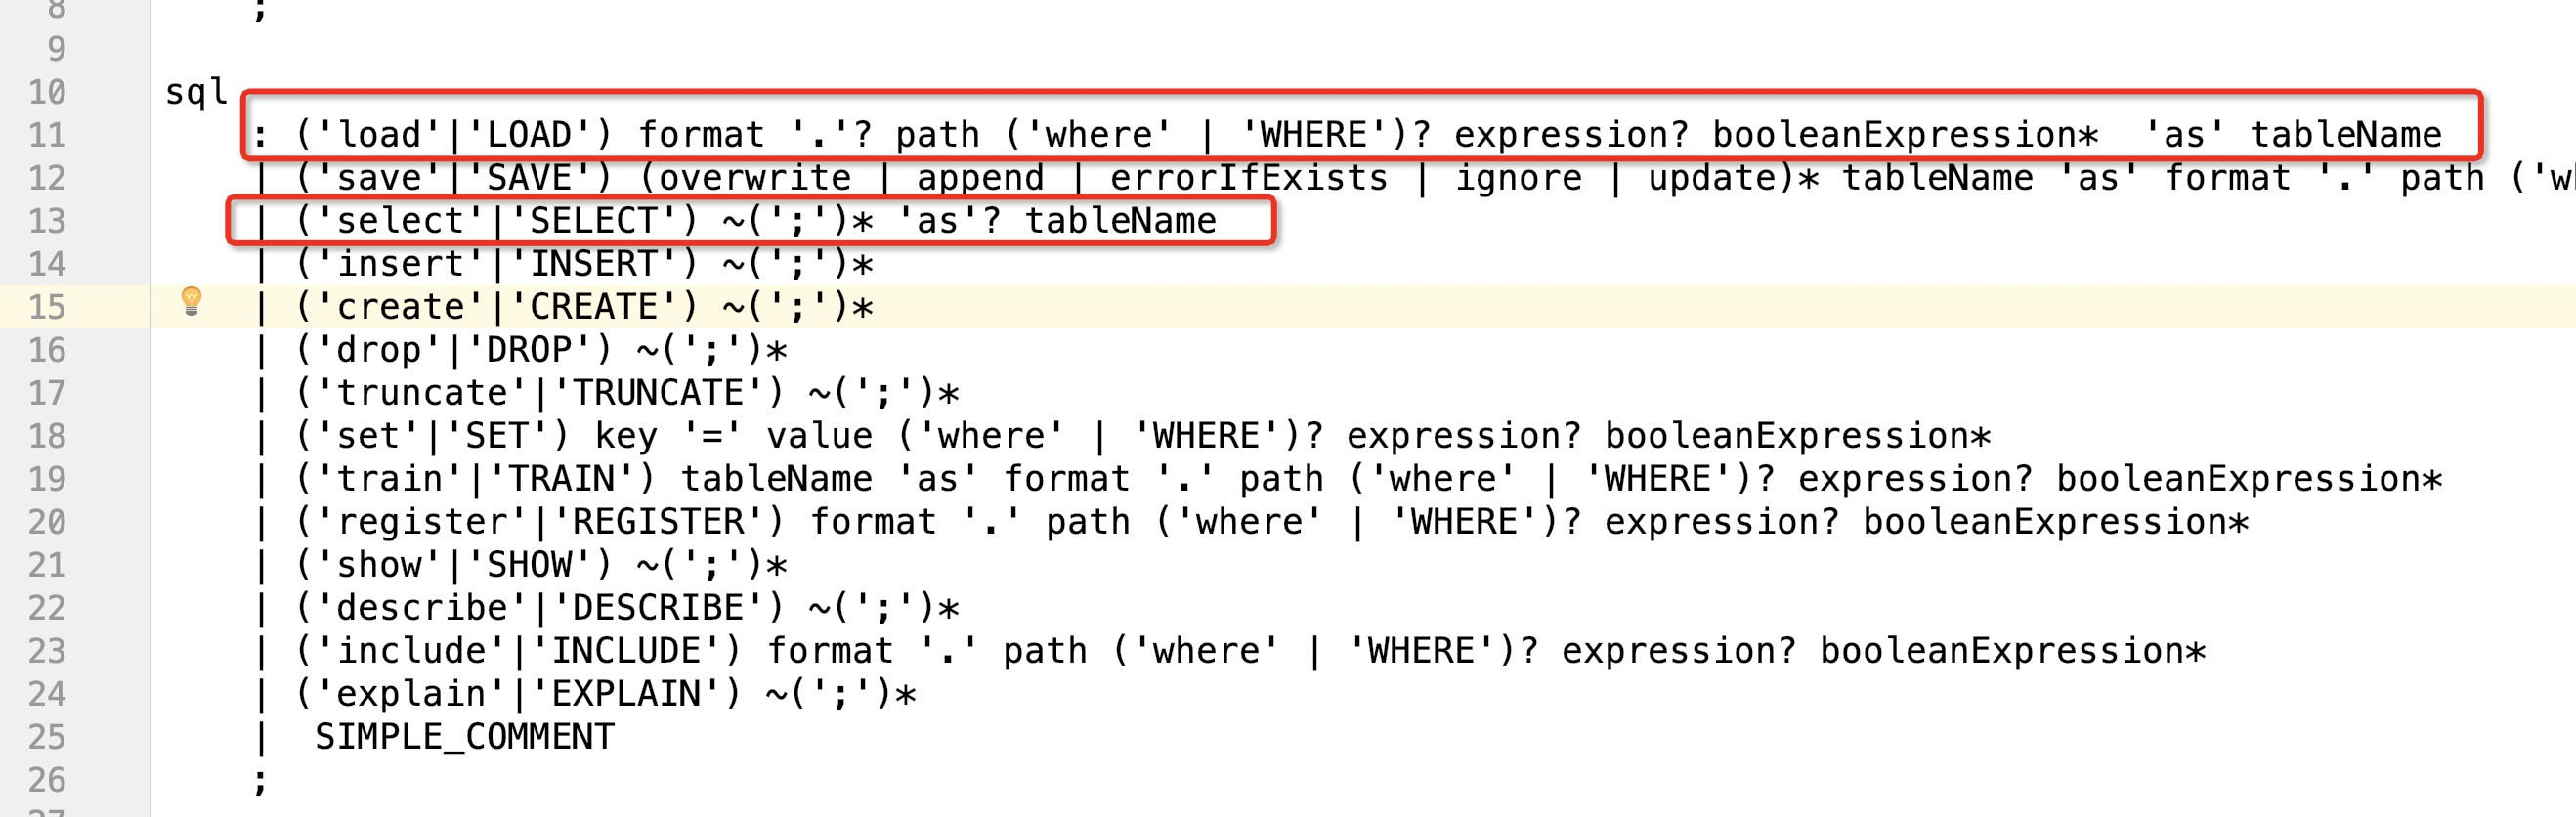 8 ;
9
10 sql
11 : ('load'|'LOAD') format '.'? path ('where' | 'WHERE')? expression? booleanExpression*  'as' tableName
12 | ('save'|'SAVE') (overwrite | append | errorIfExists | ignore | update)* tableName 'as' format '.' path ('w
13 | ('select'|'SELECT') ~(';')* 'as'? tableName
14 | ('insert'|'INSERT') ~(';')*
15 | ('create'|'CREATE') ~(';')*
16 | ('drop'|'DROP') ~(';')*
17 | ('truncate'|'TRUNCATE') ~(';')*
18 | ('set'|'SET') key '=' value ('where' | 'WHERE')? expression? booleanExpression*
19 | ('train'|'TRAIN') tableName 'as' format '.' path ('where' | 'WHERE')? expression? booleanExpression*
20 | ('register'|'REGISTER') format '.' path ('where' | 'WHERE')? expression? booleanExpression*
21 | ('show'|'SHOW') ~(';')*
22 | ('describe'|'DESCRIBE') ~(';')*
23 | ('include'|'INCLUDE') format '.' path ('where' | 'WHERE')? expression? booleanExpression*
24 | ('explain'|'EXPLAIN') ~(';')*
25 |  SIMPLE_COMMENT
26 ;